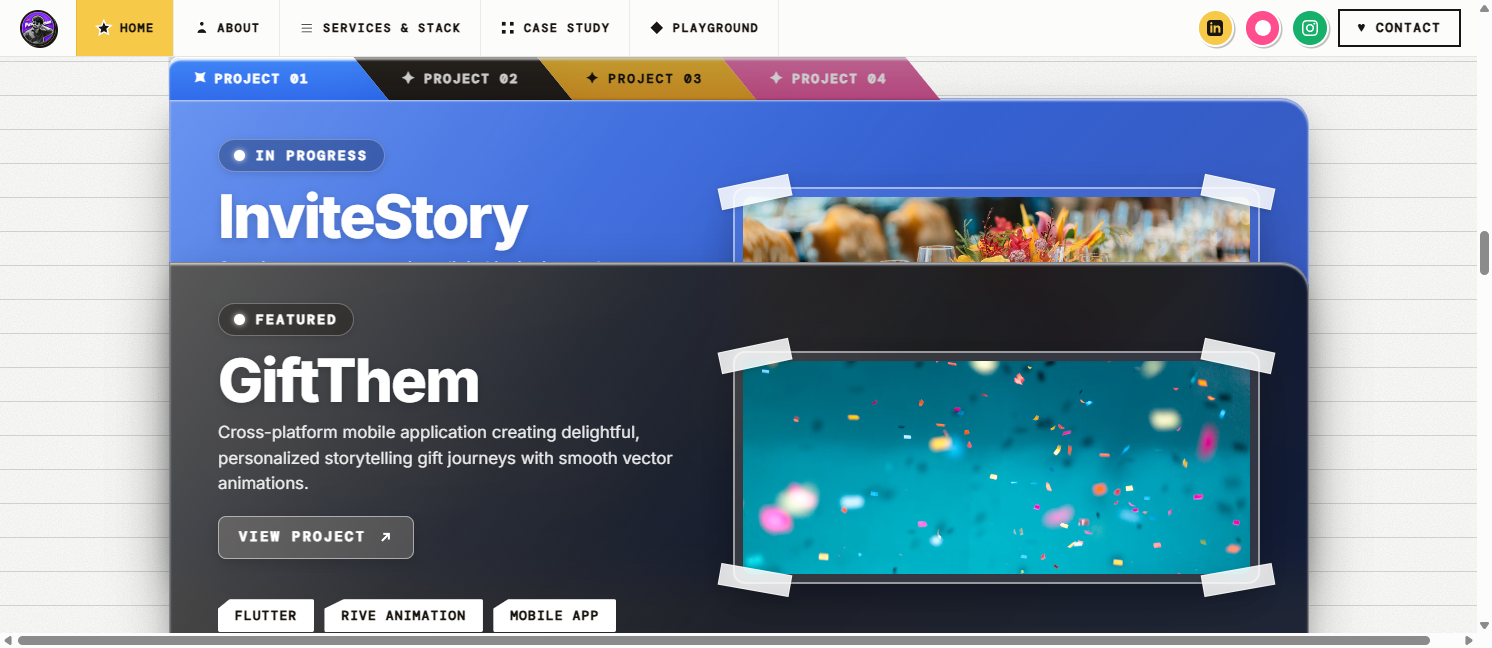 HOME
ABOUT
SERVICES & STACK
CASE STUDY
PLAYGROUND
in
♥ CONTACT
PROJECT 01
PROJECT 02
PROJECT 03
PROJECT 04
IN PROGRESS
InviteStory
FEATURED
GiftThem
Cross-platform mobile application creating delightful,
personalized storytelling gift journeys with smooth vector
animations.
VIEW PROJECT
FLUTTER
RIVE ANIMATION
MOBILE APP